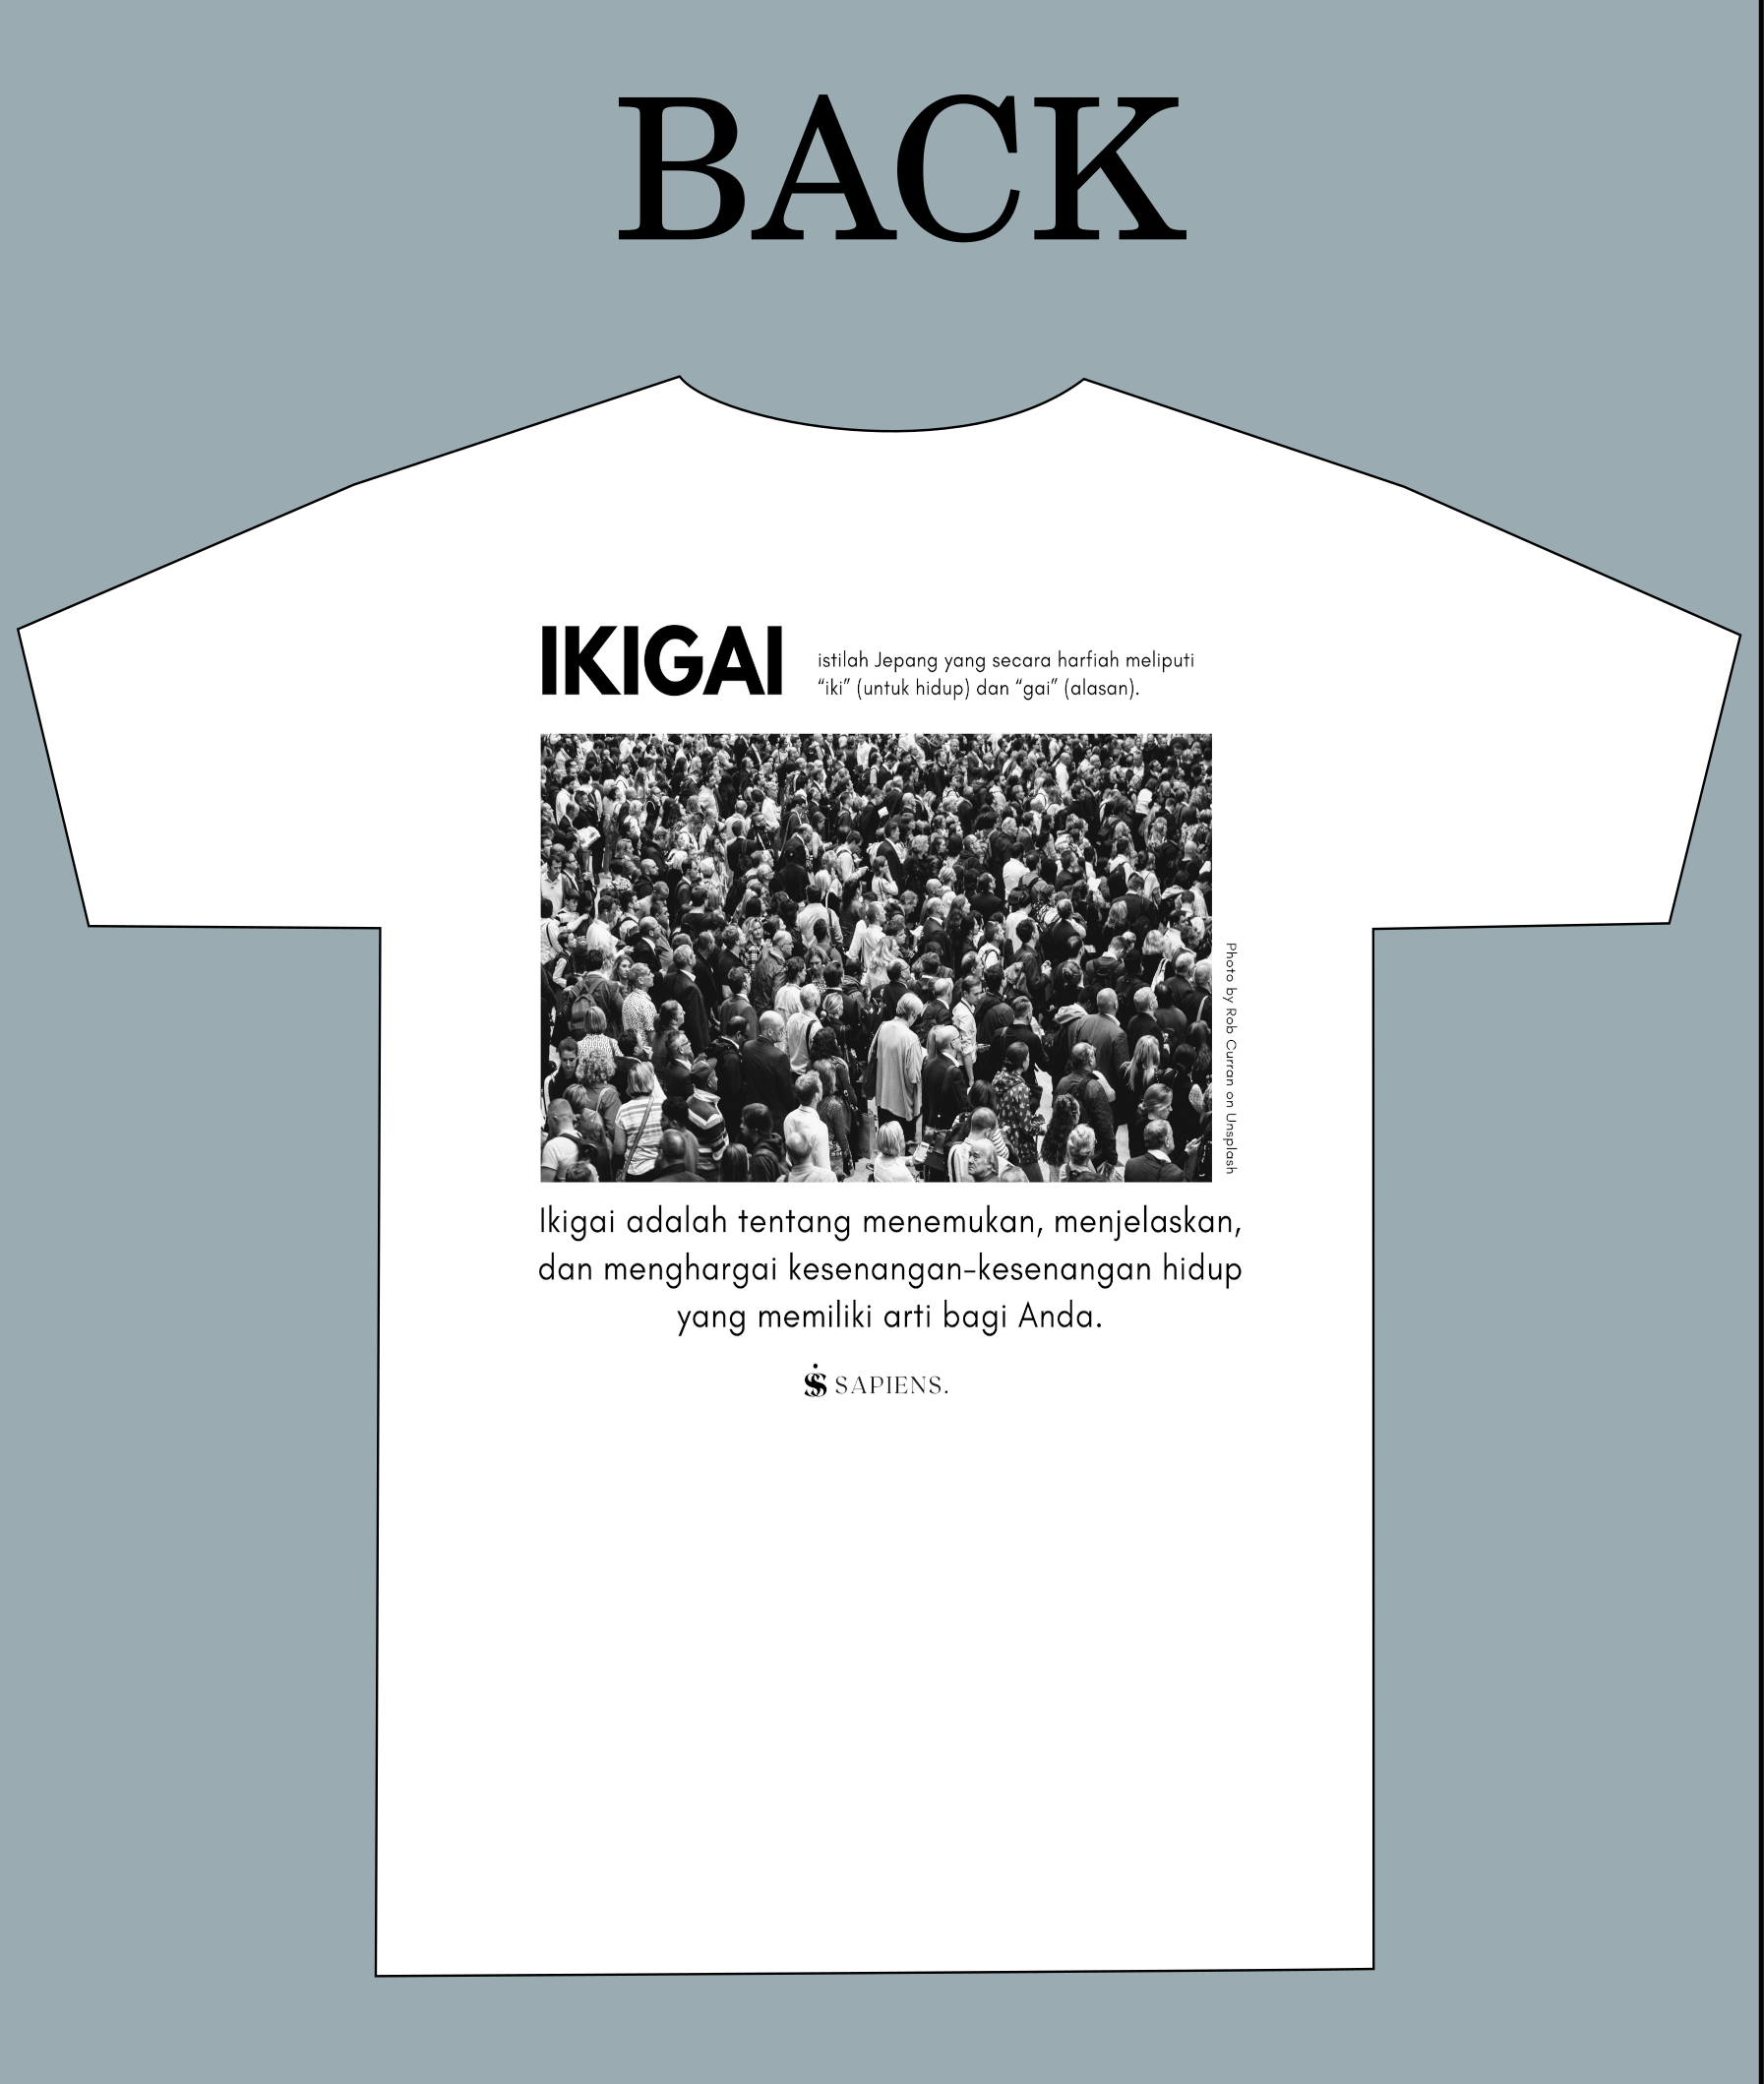 BACK
IKIGAI
istilah Jepang yang secara harfiah meliputi
“iki” (untuk hidup) dan “gai” (alasan).
Photo by Rob Curran on Unsplash
Ikigai adalah tentang menemukan, menjelaskan,
dan menghargai kesenangan-kesenangan hidup
yang memiliki arti bagi Anda.
SAPIENS.